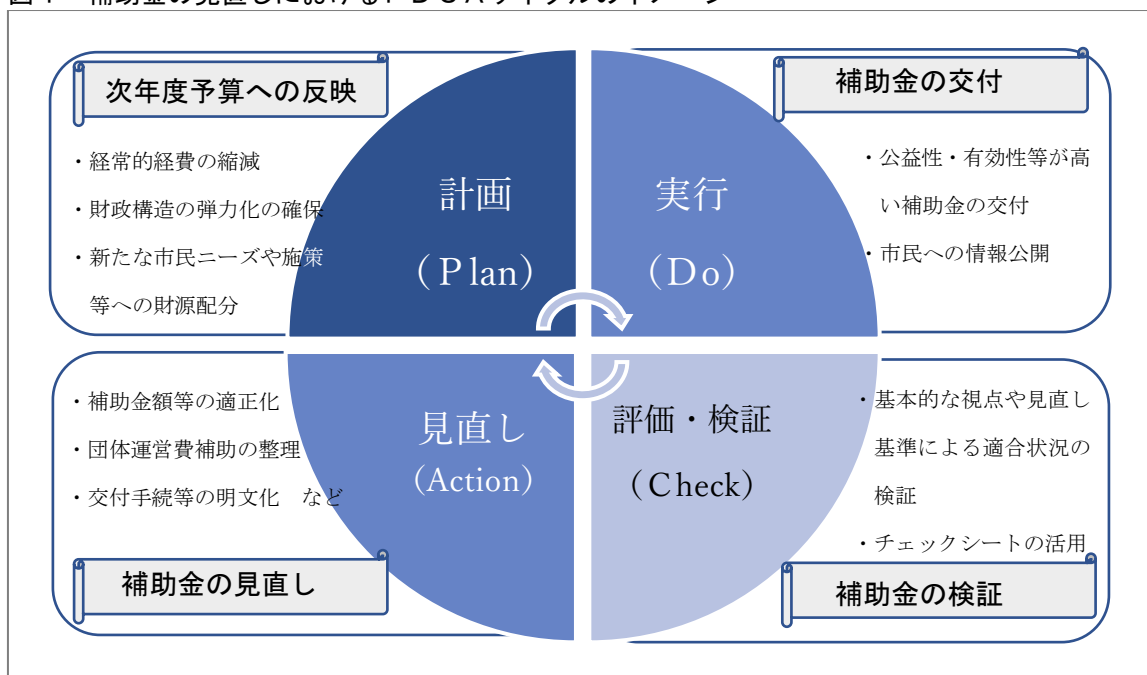 次年度予算への反映
・経常的経費の縮減
・財政構造の弾力化の確保
・新たな市民ニーズや施策
等への財源配分
計画
（Ｐlan）
実行
（Ｄo）
補助金の交付
・公益性・有効性等が高
い補助金の交付
・市民への情報公開
・補助金額等の適正化
・団体運営費補助の整理
・交付手続等の明文化　など
補助金の見直し
見直し
(Action)
評価・検証
（Ｃheck）
・基本的な視点や見直し
基準による適合状況の
検証
・チェックシートの活用
補助金の検証